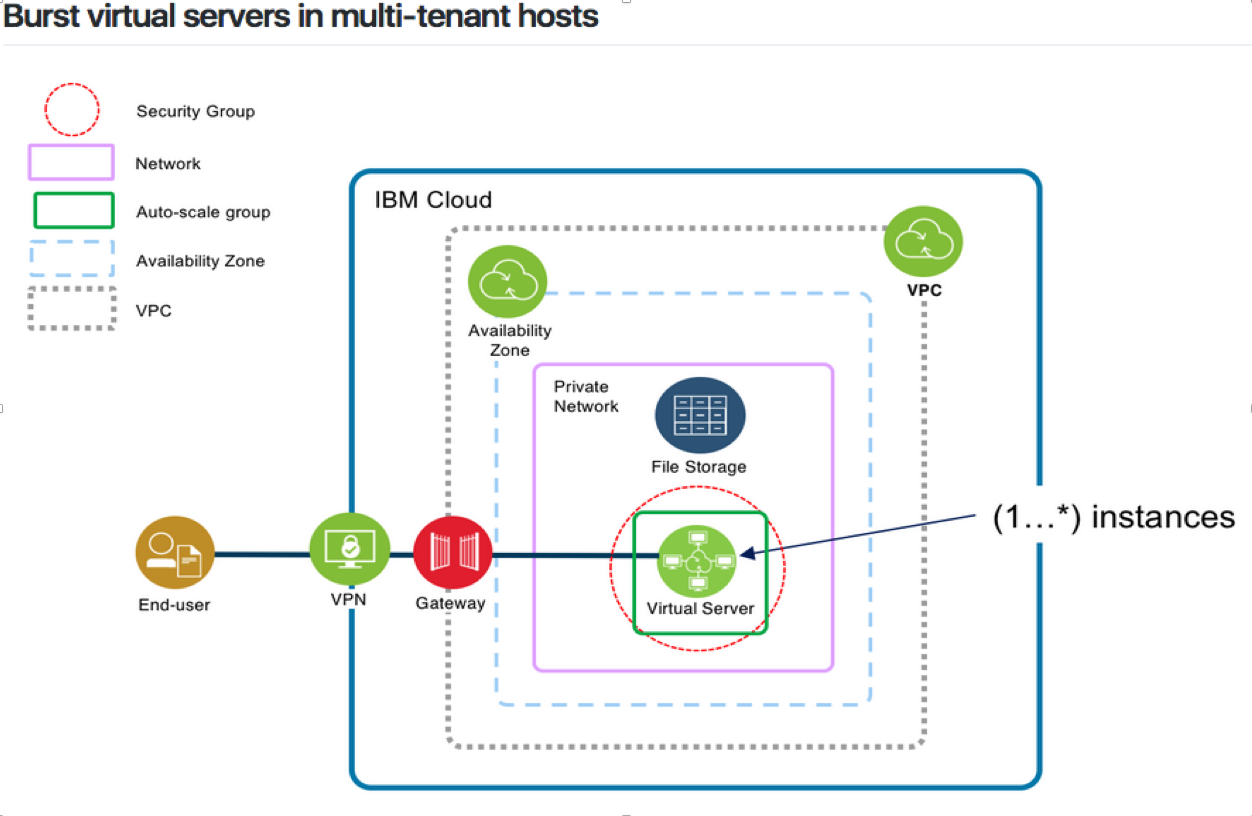 Burst virtual servers in multi-tenant hosts
Security Group
Network
Auto-scale group
Availability Zone
VPC
IBM Cloud
VPC
Availability
Zone
Private
Network
File Storage
(1...*) instances
End-user
VPN
Gateway
Virtual Server